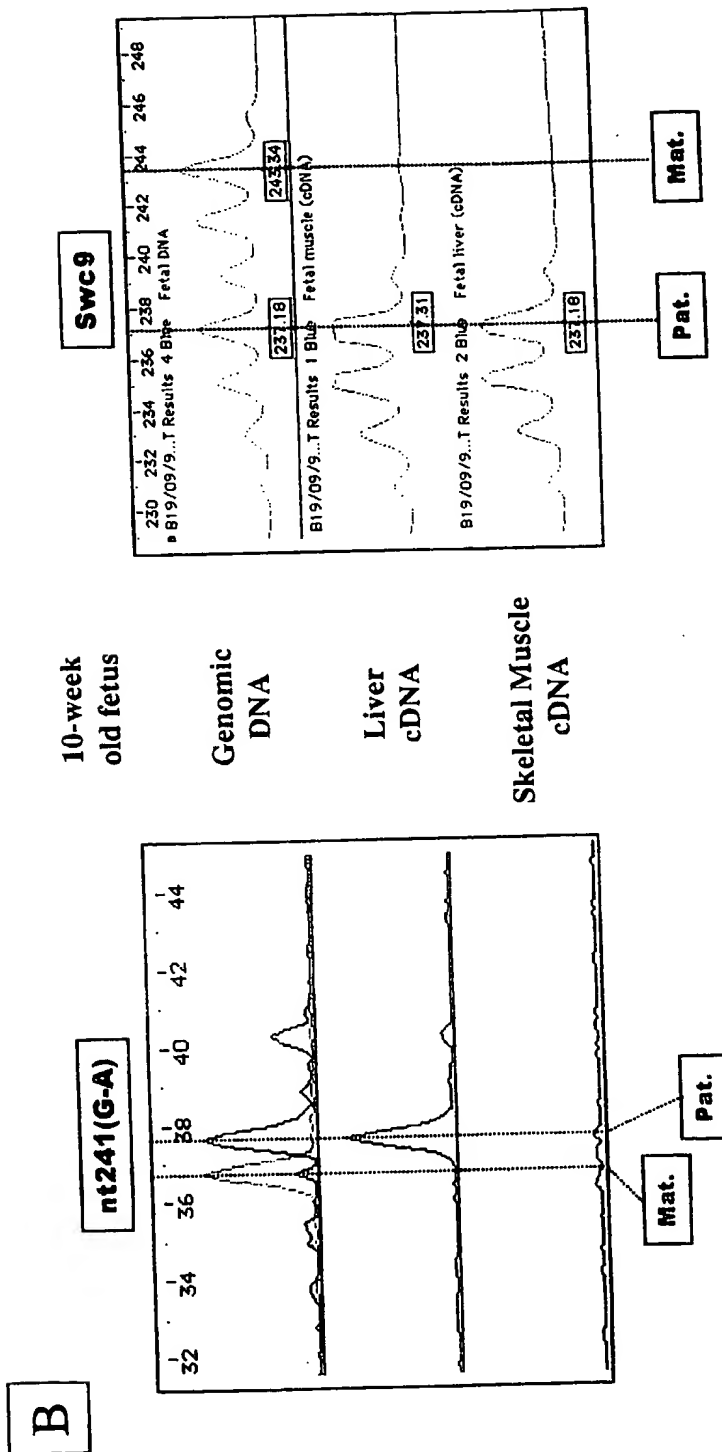 B
nt241(G-A)
32 34 36 38 40 42 44
Mat.
Pat.
10-week
old fetus
Genomic
DNA
Liver
cDNA
Skeletal Muscle
cDNA
Swc9
230 232 234 236 238 240 242 244 246 248
B19/09/9...T Results 4 Blue Fetal DNA
237.18
243.34
B19/09/9...T Results 1 Blue Fetal muscle (cDNA)
237.31
B19/09/9...T Results 2 Blue Fetal liver (cDNA)
237.18
Pat.
Mat.